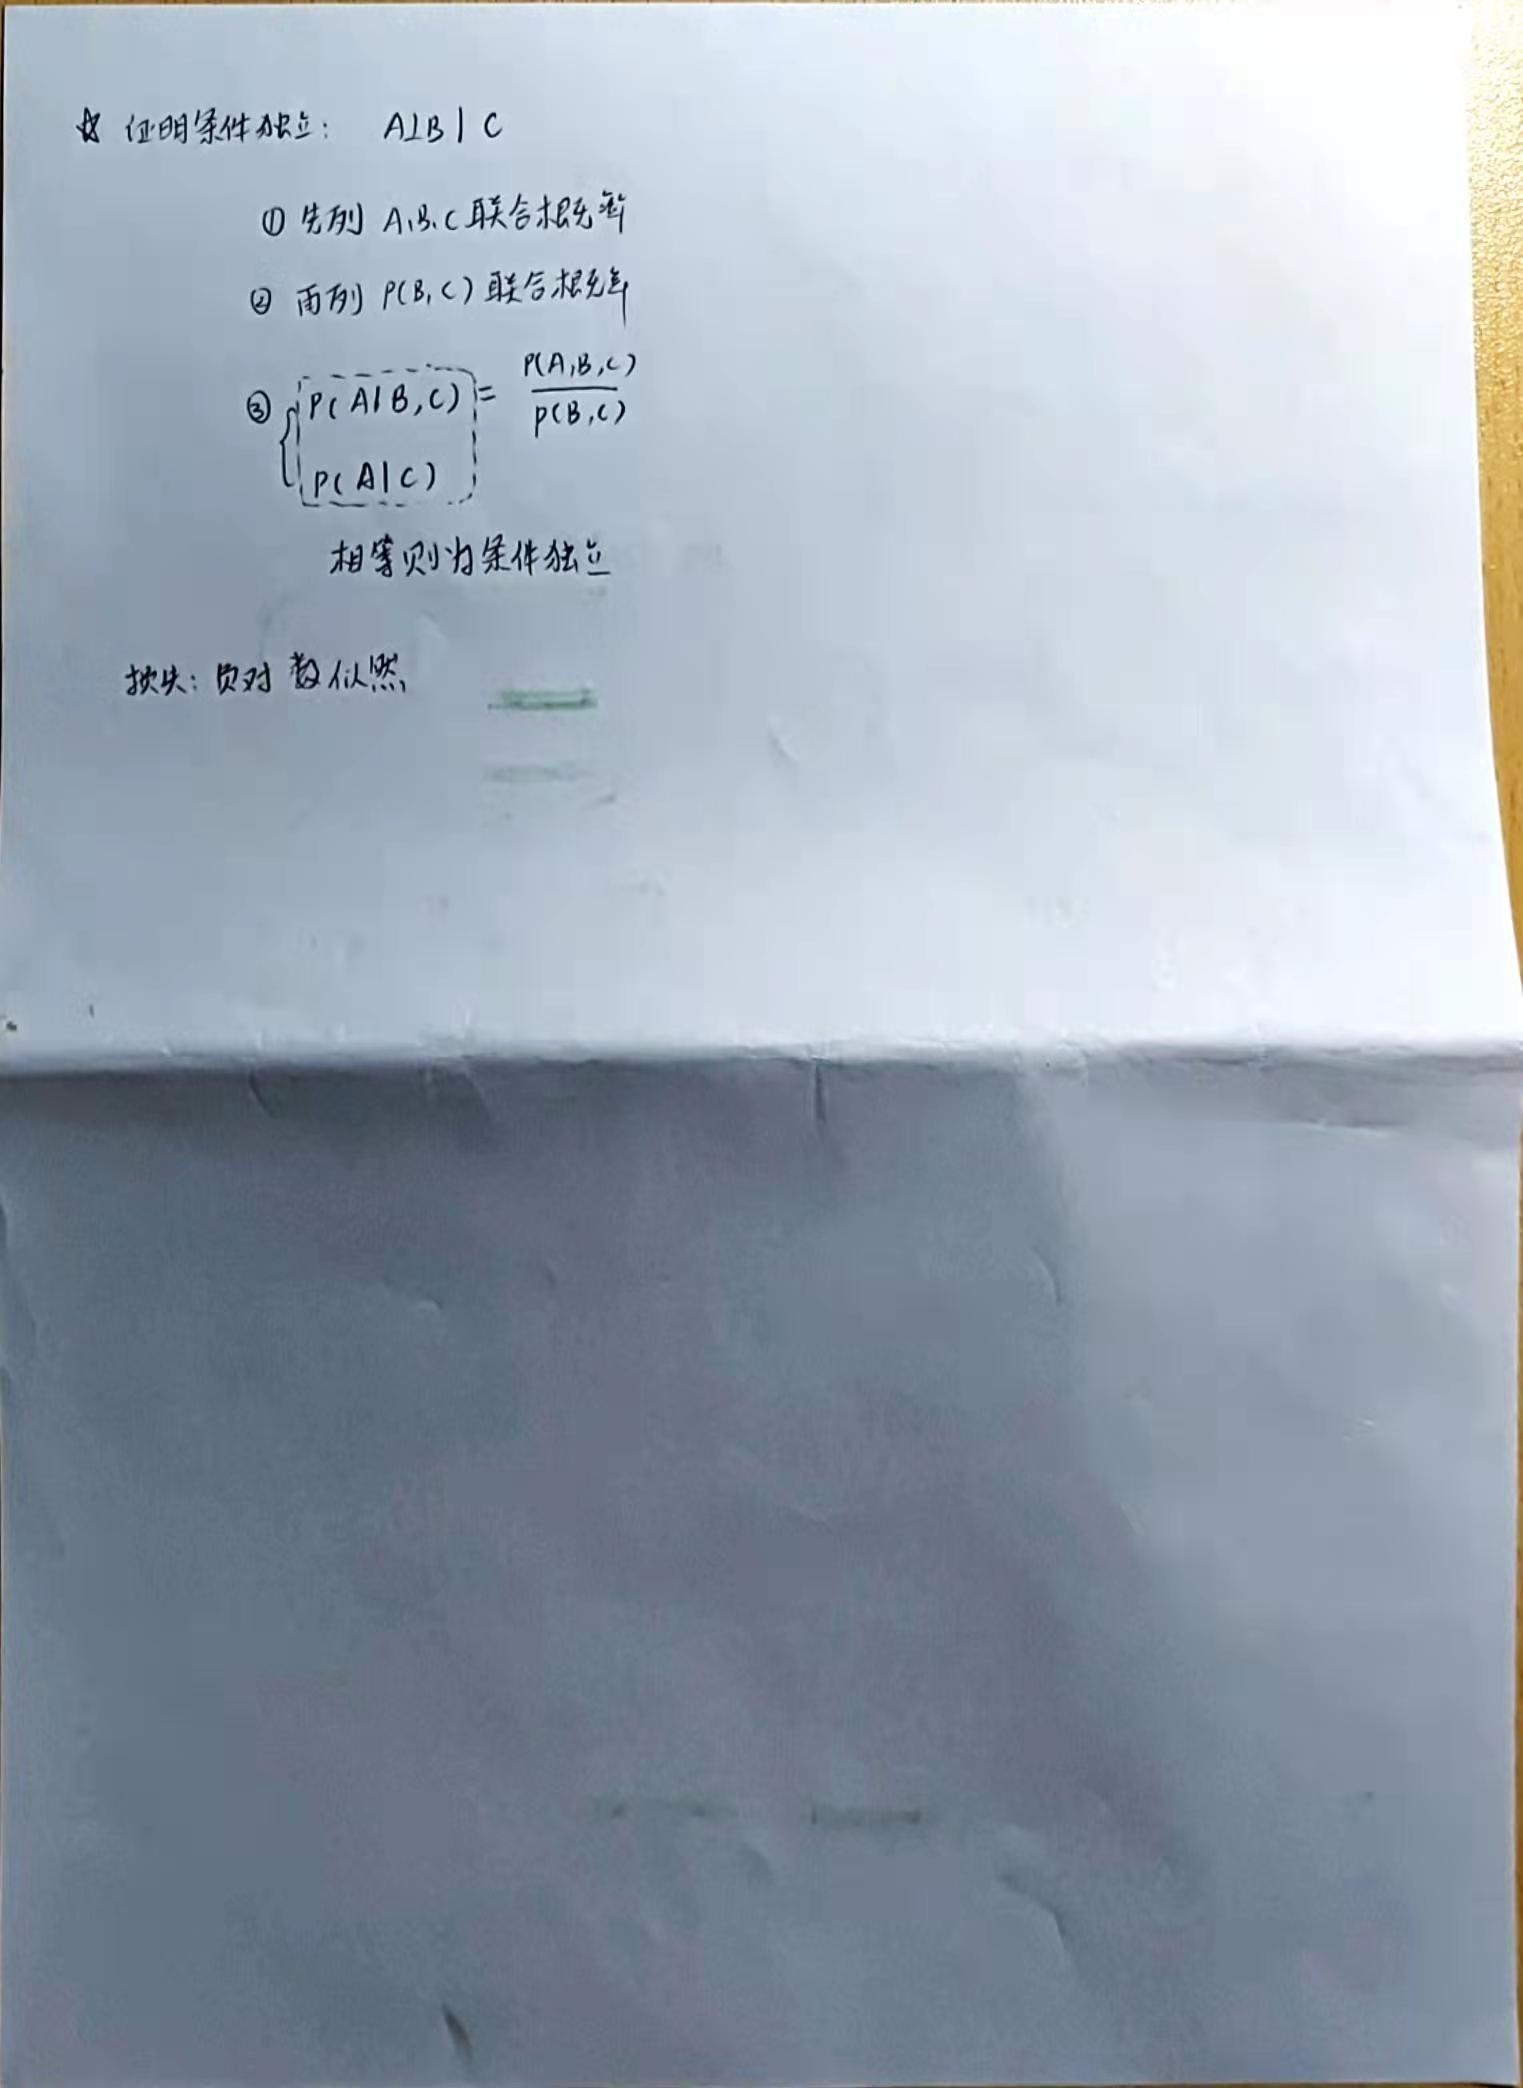 ☆ 证明条件独立: A⊥B | C
① 先列 A,B,C 联合概率
② 再列 P(B,C) 联合概率
③ { P(A|B,C) = P(A,B,C) / P(B,C)
P(A|C)
相等则为条件独立
损失: 负对数似然